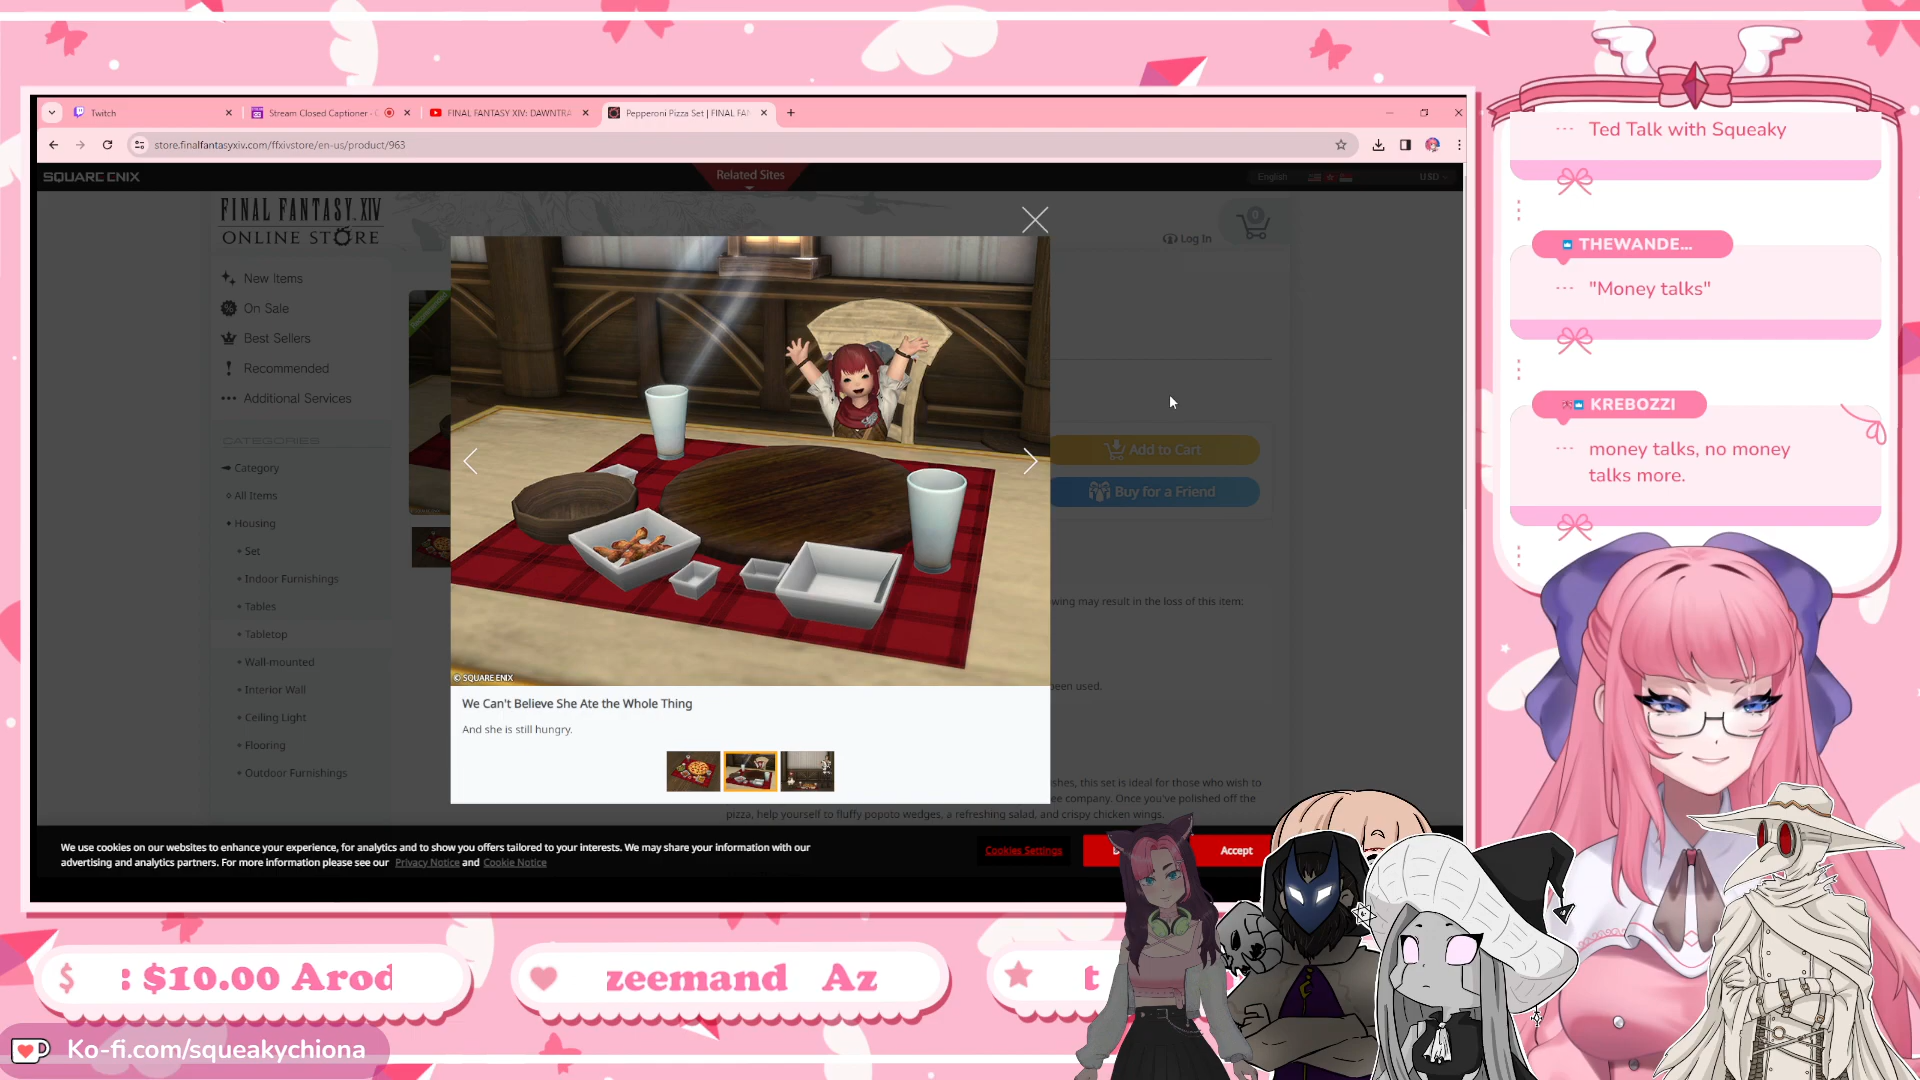 Twitch
Stream Closed Captioner - C
FINAL FANTASY XIV: DAWNTRA
Pepperoni Pizza Set | FINAL FAN
store.finalfantasyxiv.com/ffxivstore/en-us/product/963
SQUARE ENIX
Related Sites
English
USD
FINAL FANTASY XIV
ONLINE STORE
0
Log In
New Items
On Sale
Best Sellers
Recommended
Additional Services
CATEGORIES
Category
All Items
Housing
Set
Indoor Furnishings
Tables
Tabletop
Wall-mounted
Interior Wall
Ceiling Light
Flooring
Outdoor Furnishings
Add to Cart
Buy for a Friend
wing may result in the loss of this item:
been used.
© SQUARE ENIX
We Can't Believe She Ate the Whole Thing
And she is still hungry.
shes, this set is ideal for those who wish to
ee company. Once you've polished off the
pizza, help yourself to fluffy popoto wedges, a refreshing salad, and crispy chicken wings.
We use cookies on our websites to enhance your experience, for analytics and to show you offers tailored to your interests. We may share your information with our
advertising and analytics partners. For more information please see our Privacy Notice and Cookie Notice
Cookies Settings
D
Accept
Ted Talk with Squeaky
THEWANDE...
"Money talks"
KREBOZZI
money talks, no money
talks more.
: $10.00 Arod
zeemand Az
t
Ko-fi.com/squeakychiona